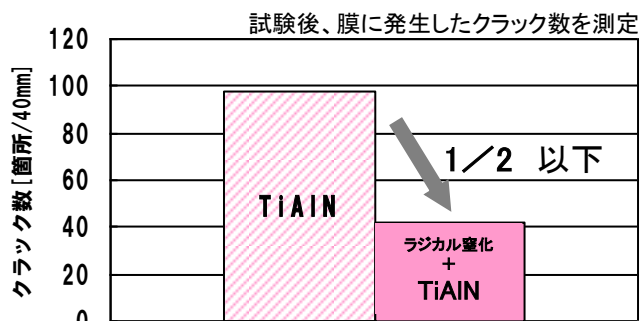 試験後、膜に発生したクラック数を測定
120
100
80
60
40
20
0
クラック数[箇所/40mm]
TiAlN
1/2 以下
ラジカル窒化
+
TiAlN